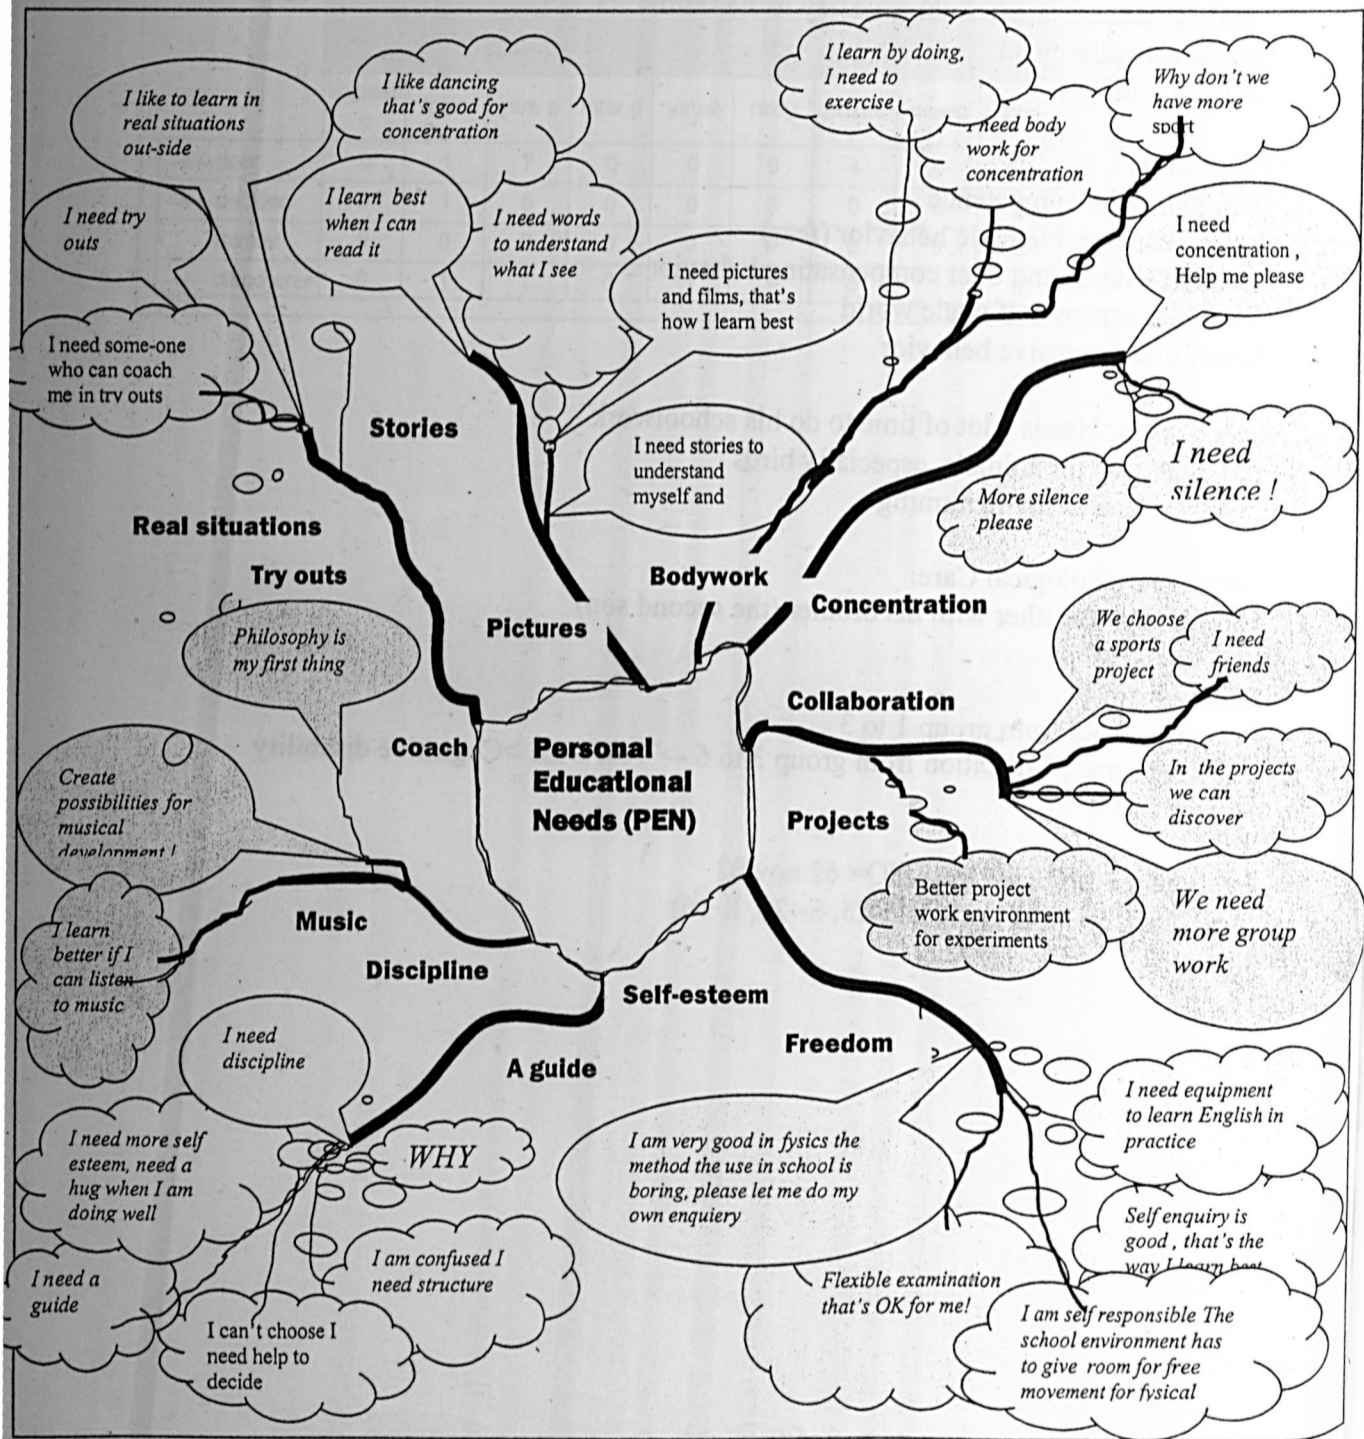 I like to learn in
real situations
out-side
I like dancing
that's good for
concentration
I learn by doing,
I need to
exercise
Why don't we
have more
sport
I need body
work for
concentration
I need try
outs
I learn best
when I can
read it
I need words
to understand
what I see
I need pictures
and films, that's
how I learn best
I need
concentration ,
Help me please
I need some-one
who can coach
me in try outs
Stories
I need stories to
understand
myself and
I need
silence !
More silence
please
Real situations
Try outs
Bodywork
Concentration
Pictures
Philosophy is
my first thing
We choose
a sports
project
I need
friends
Collaboration
Coach
Personal
Educational
Needs (PEN)
Create
possibilities for
musical
development !
In the projects
we can
discover
Projects
Better project
work environment
for experiments
We need
more group
work
Music
I learn
better if I
can listen
to music
Discipline
Self-esteem
I need
discipline
Freedom
A guide
I need equipment
to learn English in
practice
I need more self
esteem, need a
hug when I am
doing well
WHY
I am very good in fysics the
method the use in school is
boring, please let me do my
own enquiery
Self enquiry is
good , that's the
way I learn best
I need a
guide
I am confused I
need structure
Flexible examination
that's OK for me!
I can't choose I
need help to
decide
I am self responsible The
school environment has
to give room for free
movement for fysical